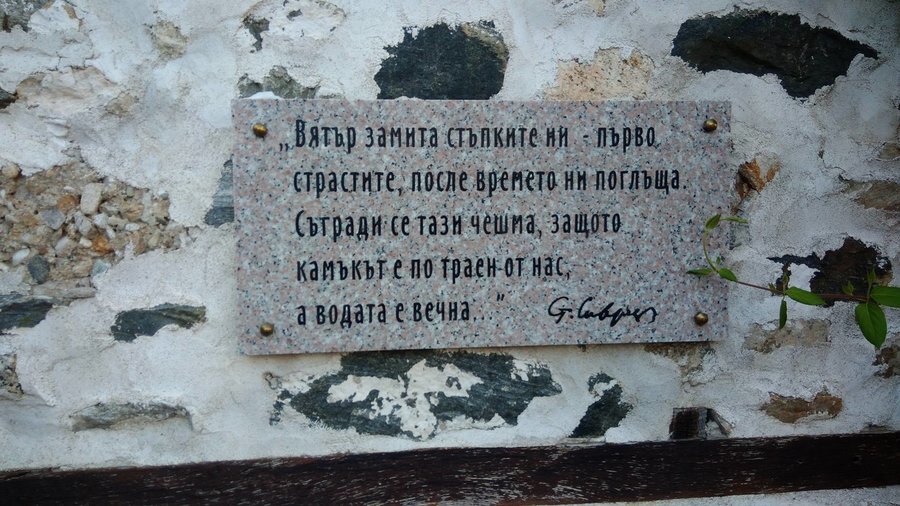 „Вятър замита стъпките ни - първо
страстите, после времето ни поглъща.
Сътради се тази чешма, защото
камъкът е по траен от нас,
а водата е вечна..."